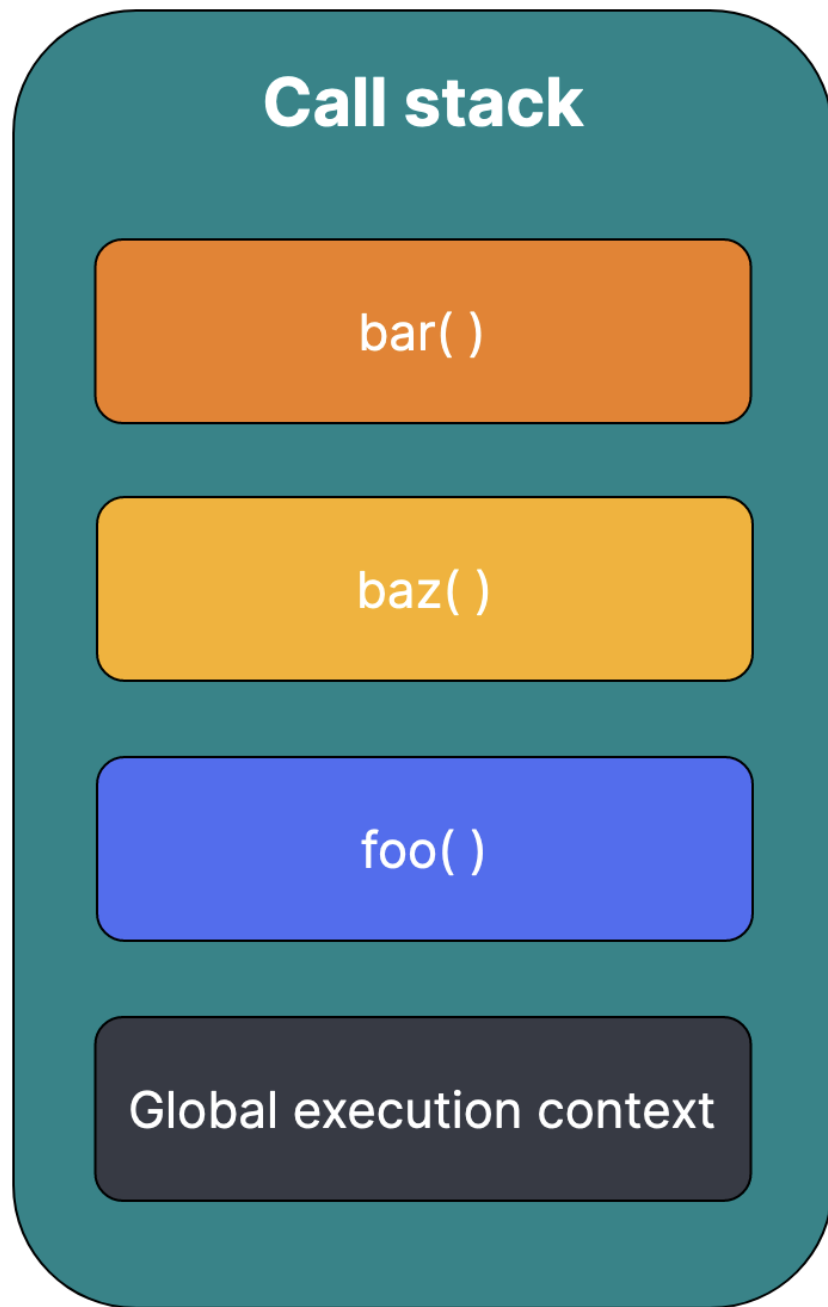 Call stack
bar( )
baz( )
foo( )
Global execution context